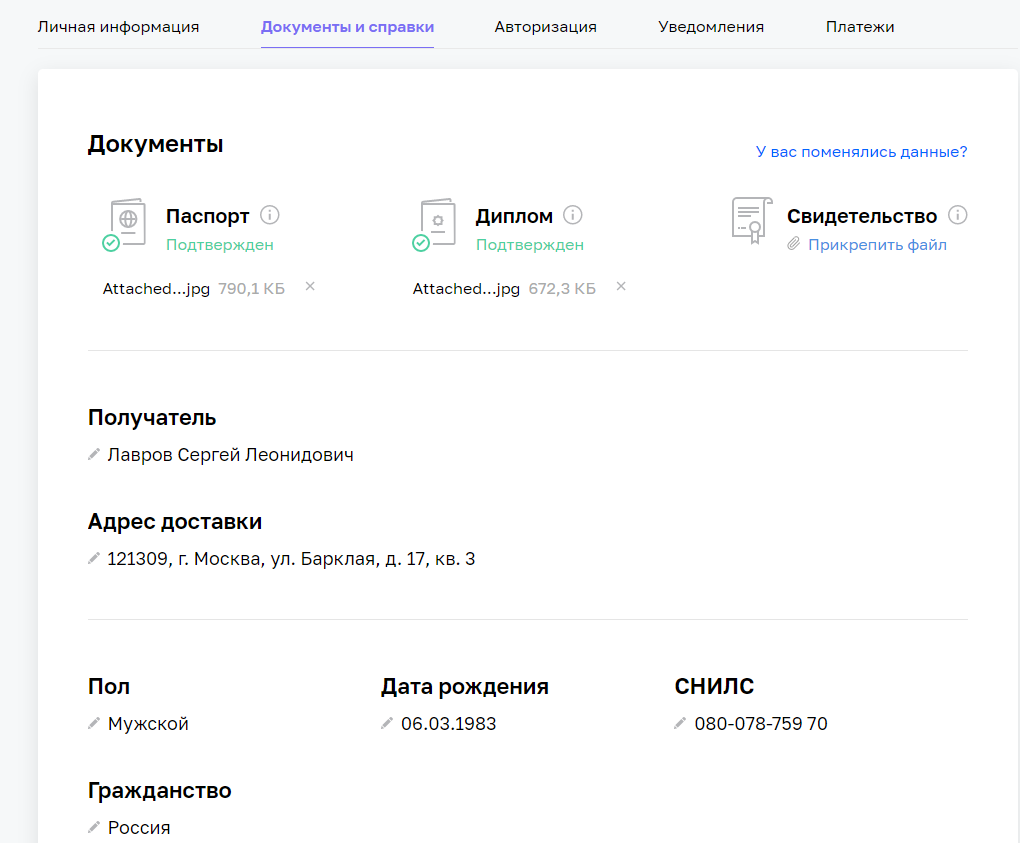 Личная информация Документы и справки Авторизация Уведомления Платежи
Документы
У вас поменялись данные?
Паспорт Диплом Свидетельство
Подтвержден Подтвержден Прикрепить файл
Attached...jpg 790,1 КБ Attached...jpg 672,3 КБ
Получатель
Лавров Сергей Леонидович
Адрес доставки
121309, г. Москва, ул. Барклая, д. 17, кв. 3
Пол Дата рождения СНИЛС
Мужской 06.03.1983 080-078-759 70
Гражданство
Россия